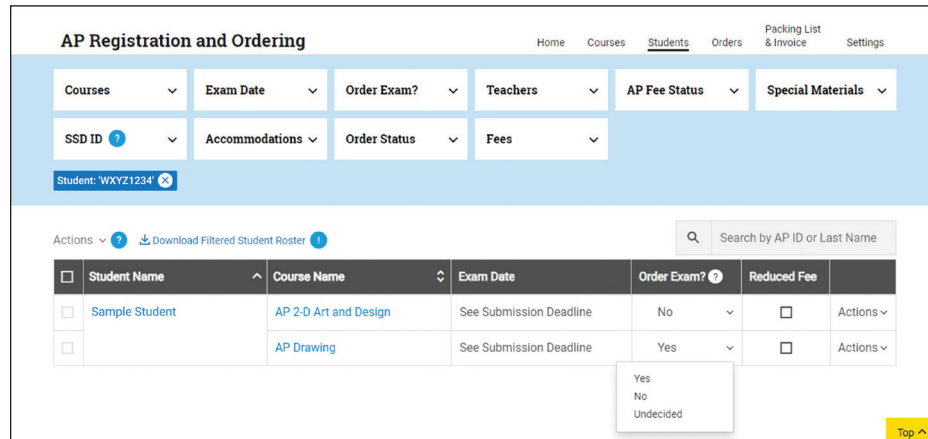 AP Registration and Ordering
Home Courses Students Orders Packing List & Invoice Settings
Courses Exam Date Order Exam? Teachers AP Fee Status Special Materials
SSD ID ? Accommodations Order Status Fees
Student: 'WXYZ1234'
Actions ? Download Filtered Student Roster ! Search by AP ID or Last Name
Student Name Course Name Exam Date Order Exam? ? Reduced Fee
Sample Student AP 2-D Art and Design See Submission Deadline No Actions
AP Drawing See Submission Deadline Yes Actions
Yes
No
Undecided
Top